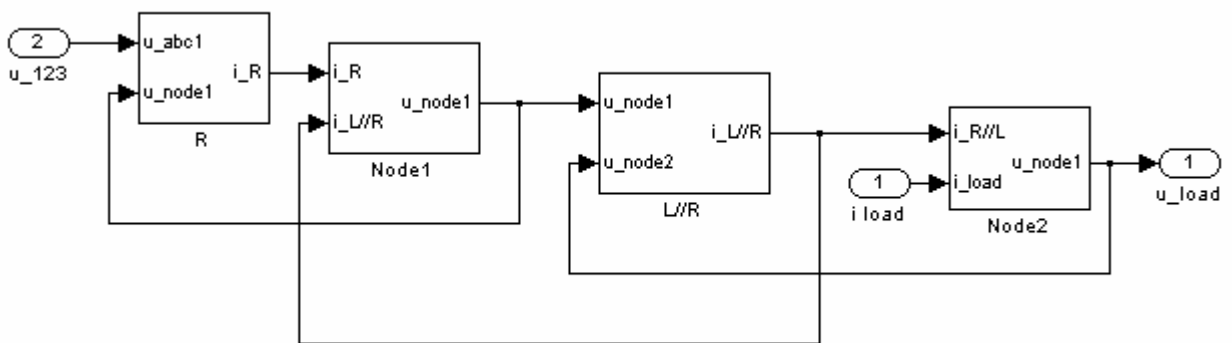 2
u_123
u_abc1
u_node1
i_R
R
i_R
i_L//R
u_node1
Node1
u_node1
u_node2
i_L//R
L//R
1
i load
i_R//L
i_load
u_node1
Node2
1
u_load